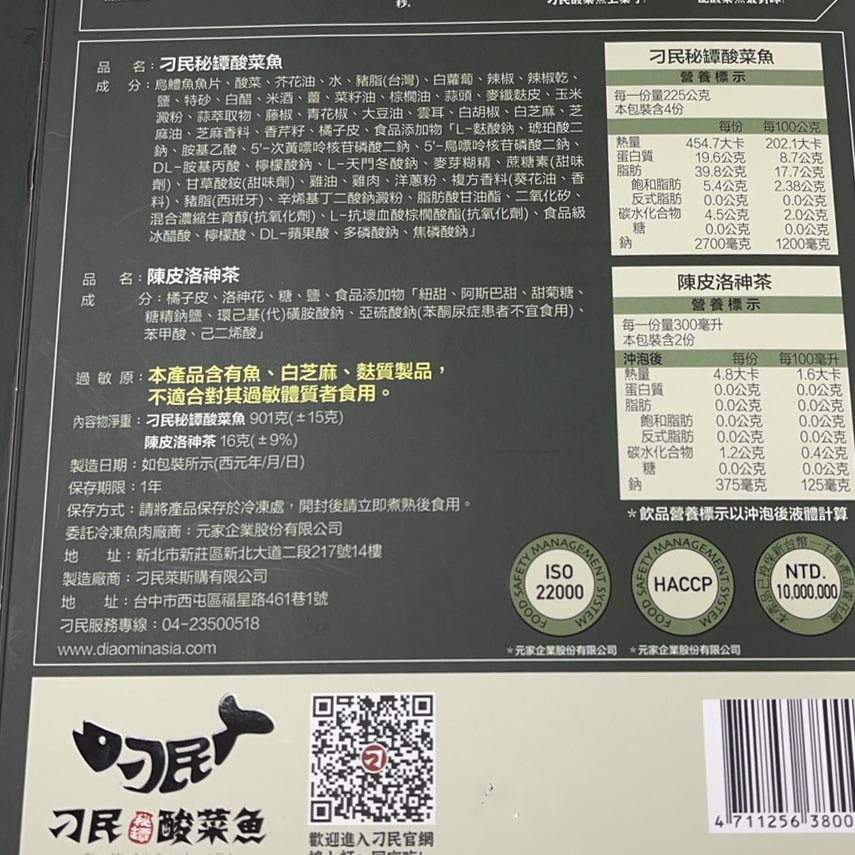 秒。
品　名：刁民秘罈酸菜魚
成　分：烏鱧魚魚片、酸菜、芥花油、水、豬脂(台灣)、白蘿蔔、辣椒、辣椒乾、
鹽、特砂、白醋、米酒、薑、菜籽油、棕櫚油、蒜頭、麥纖麩皮、玉米
澱粉、蒜萃取物、藤椒、青花椒、大豆油、雲耳、白胡椒、白芝麻、芝
麻油、芝麻香料、香芹籽、橘子皮、食品添加物「L-麩酸鈉、琥珀酸二
鈉、胺基乙酸、5'-次黃嘌呤核苷磷酸二鈉、5'-鳥嘌呤核苷磷酸二鈉、
DL-胺基丙酸、檸檬酸鈉、L-天門冬酸鈉、麥芽糊精、蔗糖素(甜味
劑)、甘草酸銨(甜味劑)、雞油、雞肉、洋蔥粉、複方香料(葵花油、香
料)、豬脂(西班牙)、辛烯基丁二酸鈉澱粉、脂肪酸甘油酯、二氧化矽、
混合濃縮生育醇(抗氧化劑)、L-抗壞血酸棕櫚酸酯(抗氧化劑)、食品級
冰醋酸、檸檬酸、DL-蘋果酸、多磷酸鈉、焦磷酸鈉」
品　名：陳皮洛神茶
成　分：橘子皮、洛神花、糖、鹽、食品添加物「紐甜、阿斯巴甜、甜菊糖、
糖精鈉鹽、環己基(代)磺胺酸鈉、亞硫酸鈉(苯酮尿症患者不宜食用)、
苯甲酸、己二烯酸」
過敏原：本產品含有魚、白芝麻、麩質製品，
不適合對其過敏體質者食用。
內容物淨重：刁民秘罈酸菜魚 901克(±15克)
陳皮洛神茶 16克(±9%)
製造日期：如包裝所示(西元年/月/日)
保存期限：1年
保存方式：請將產品保存於冷凍處，開封後請立即煮熟後食用。
委託冷凍魚肉廠商：元家企業股份有限公司
地　址：新北市新莊區新北大道二段217號14樓
製造廠商：刁民萊斯購有限公司
地　址：台中市西屯區福星路461巷1號
刁民服務專線：04-23500518
www.diaominasia.com
刁民秘罈酸菜魚
營養標示
每一份量225公克
本包裝含4份
每份　每100公克
熱量　454.7大卡　202.1大卡
蛋白質　19.6公克　8.7公克
脂肪　39.8公克　17.7公克
飽和脂肪　5.4公克　2.38公克
反式脂肪　0.0公克　0.0公克
碳水化合物　4.5公克　2.0公克
糖　0.0公克　0.0公克
鈉　2700毫克　1200毫克
陳皮洛神茶
營養標示
每一份量300毫升
本包裝含2份
沖泡後　每份　每100毫升
熱量　4.8大卡　1.6大卡
蛋白質　0.0公克　0.0公克
脂肪　0.0公克　0.0公克
飽和脂肪　0.0公克　0.0公克
反式脂肪　0.0公克　0.0公克
碳水化合物　1.2公克　0.4公克
糖　0.0公克　0.0公克
鈉　375毫克　125毫克
＊飲品營養標示以沖泡後液體計算
FOOD SAFETY MANAGEMENT SYSTEM
ISO
22000
FOOD SAFETY MANAGEMENT SYSTEM
HACCP
本產品已投保新台幣一千萬產品責任險
NTD.
10,000,000
＊元家企業股份有限公司
＊元家企業股份有限公司
刁民
刁民秘罈酸菜魚
刁
歡迎進入刁民官網
4 711256 3800